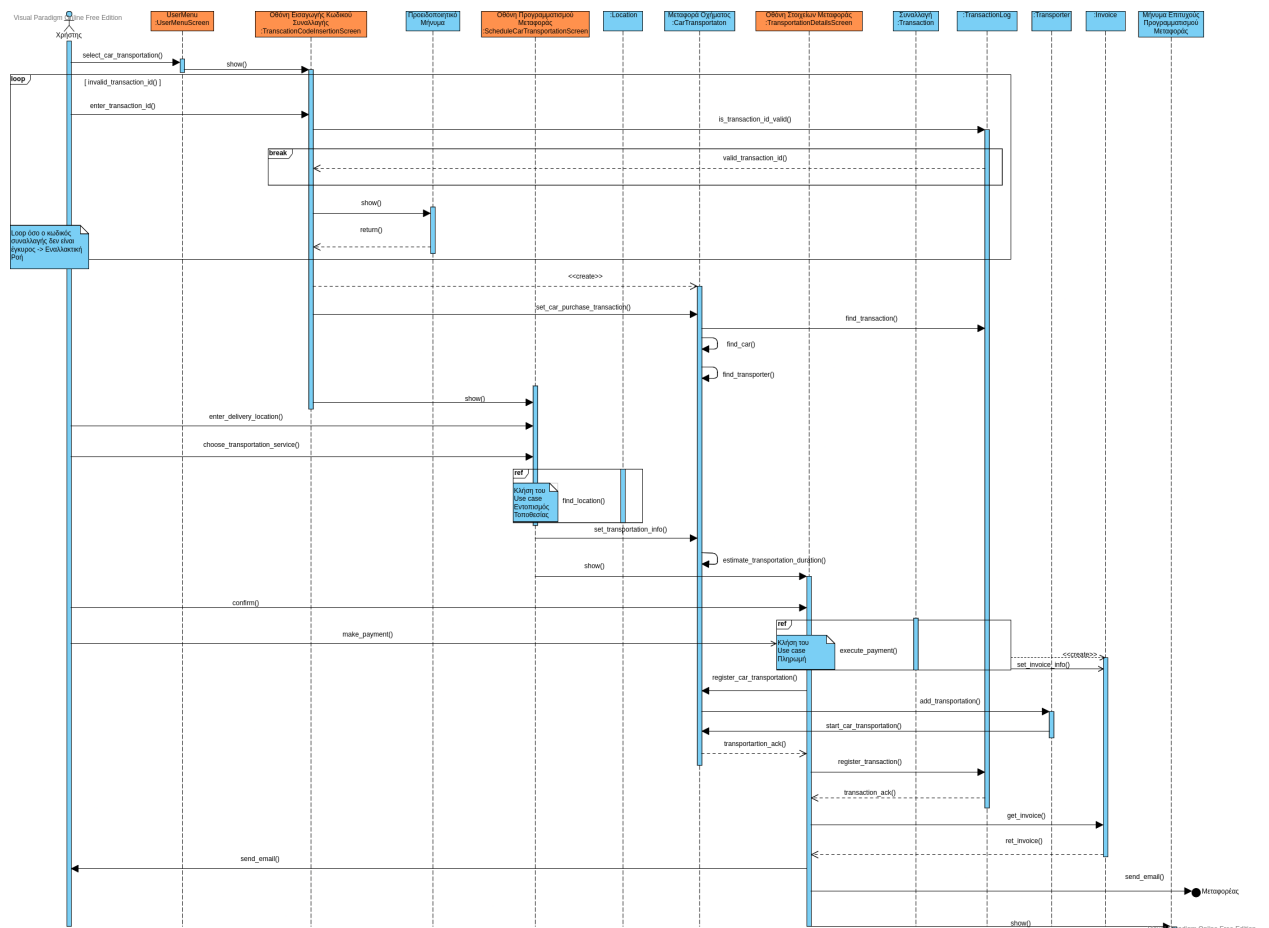 Visual Paradigm Online Free Edition
Χρήστης
UserMenu
:UserMenuScreen
Οθόνη Εισαγωγής Κωδικού
Συναλλαγής
:TranscationCodeInsertionScreen
Προειδοποιητικό
Μήνυμα
Οθόνη Προγραμματισμού
Μεταφοράς
:ScheduleCarTransportationScreen
:Location
Μεταφορά Οχήματος
:CarTransportaton
Οθόνη Στοιχείων Μεταφοράς
:TransportationDetailsScreen
Συναλλαγή
:Transaction
:TransactionLog
:Transporter
:Invoice
Μήνυμα Επιτυχούς
Προγραμματισμού
Μεταφοράς
select_car_transportation()
show()
loop
[ invalid_transaction_id() ]
enter_transaction_id()
is_transaction_id_valid()
break
valid_transaction_id()
show()
return()
Loop όσο ο κωδικός
συναλλαγής δεν είναι
έγκυρος -> Εναλλακτική
Ροή
<<create>>
set_car_purchase_transaction()
find_transaction()
find_car()
find_transporter()
show()
enter_delivery_location()
choose_transportation_service()
ref
Κλήση του
Use case
Εντοπισμός
Τοποθεσίας
find_location()
set_transportation_info()
estimate_transportation_duration()
show()
confirm()
ref
make_payment()
Κλήση του
Use case
Πληρωμή
execute_payment()
<<create>>
set_invoice_info()
register_car_transportation()
add_transportation()
start_car_transportation()
transportartion_ack()
register_transaction()
transaction_ack()
get_invoice()
ret_invoice()
send_email()
send_email()
Μεταφορέας
show()